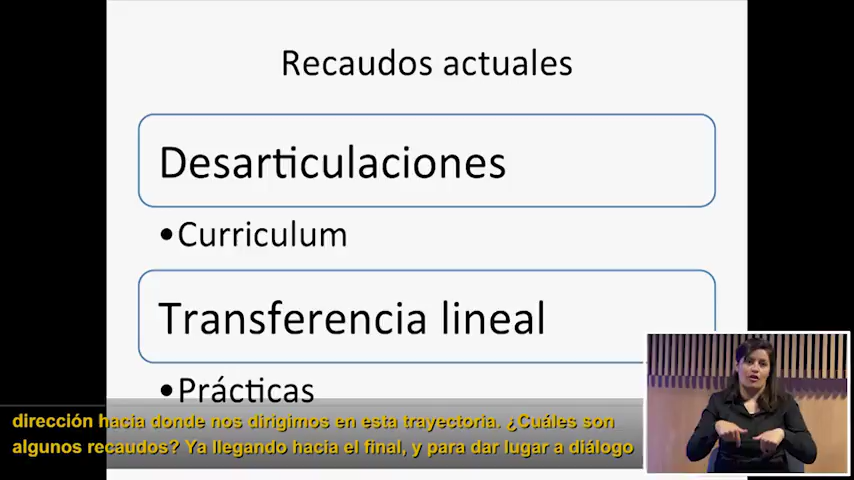 Recaudos actuales
Desarticulaciones
•Curriculum
Transferencia lineal
•Prácticas
dirección hacia donde nos dirigimos en esta trayectoria. ¿Cuáles son
algunos recaudos? Ya llegando hacia el final, y para dar lugar a diálogo